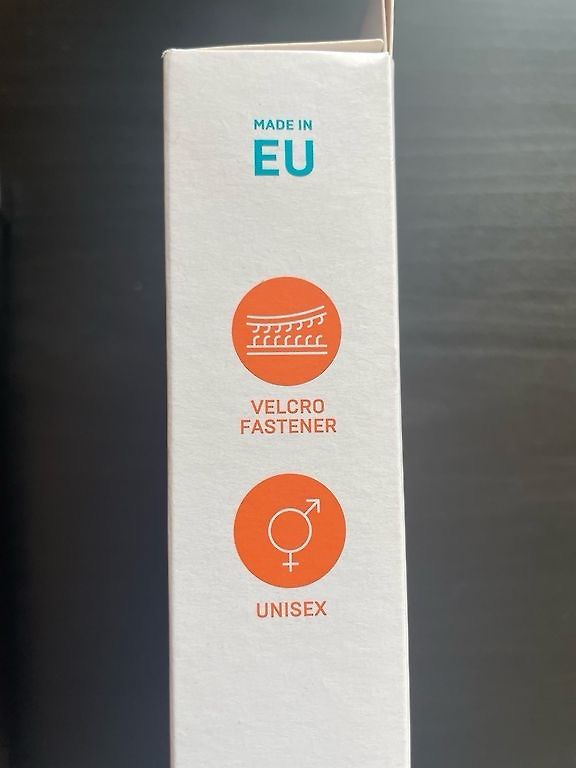 MADE IN
EU
VELCRO
FASTENER
UNISEX